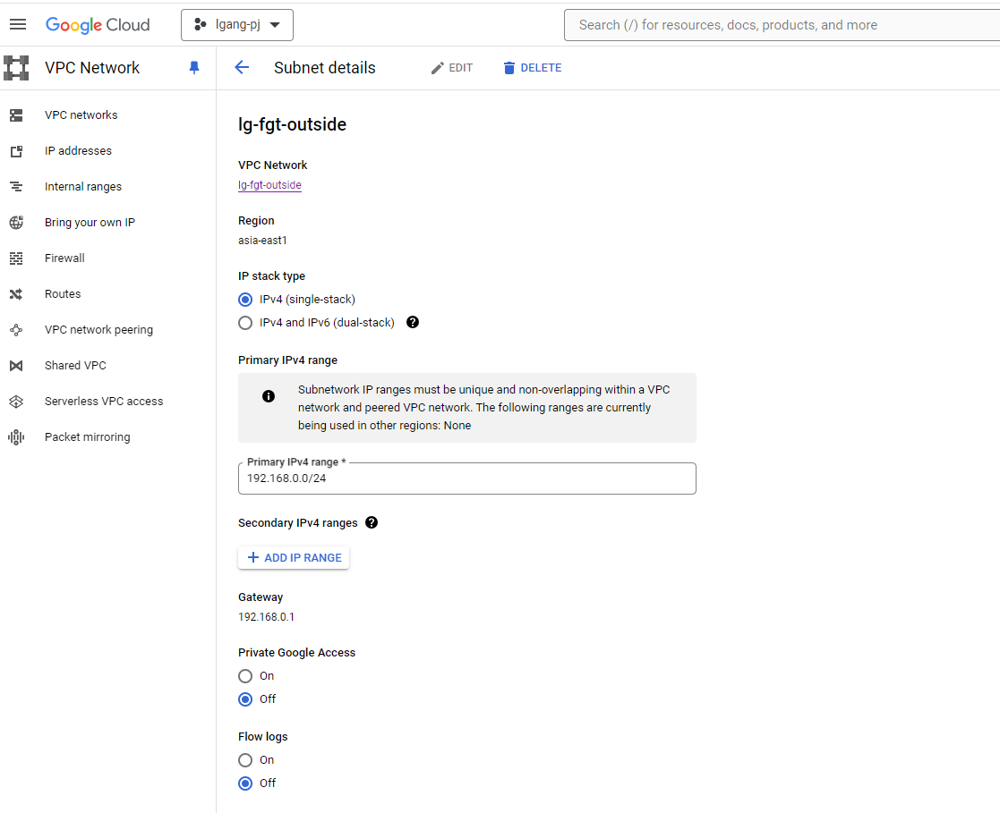 Google Cloud
lgang-pj
Search (/) for resources, docs, products, and more
VPC Network
Subnet details
EDIT
DELETE
VPC networks
IP addresses
Internal ranges
Bring your own IP
Firewall
Routes
VPC network peering
Shared VPC
Serverless VPC access
Packet mirroring
lg-fgt-outside
VPC Network
lg-fgt-outside
Region
asia-east1
IP stack type
IPv4 (single-stack)
IPv4 and IPv6 (dual-stack)
Primary IPv4 range
Subnetwork IP ranges must be unique and non-overlapping within a VPC
network and peered VPC network. The following ranges are currently
being used in other regions: None
Primary IPv4 range *
192.168.0.0/24
Secondary IPv4 ranges
ADD IP RANGE
Gateway
192.168.0.1
Private Google Access
On
Off
Flow logs
On
Off